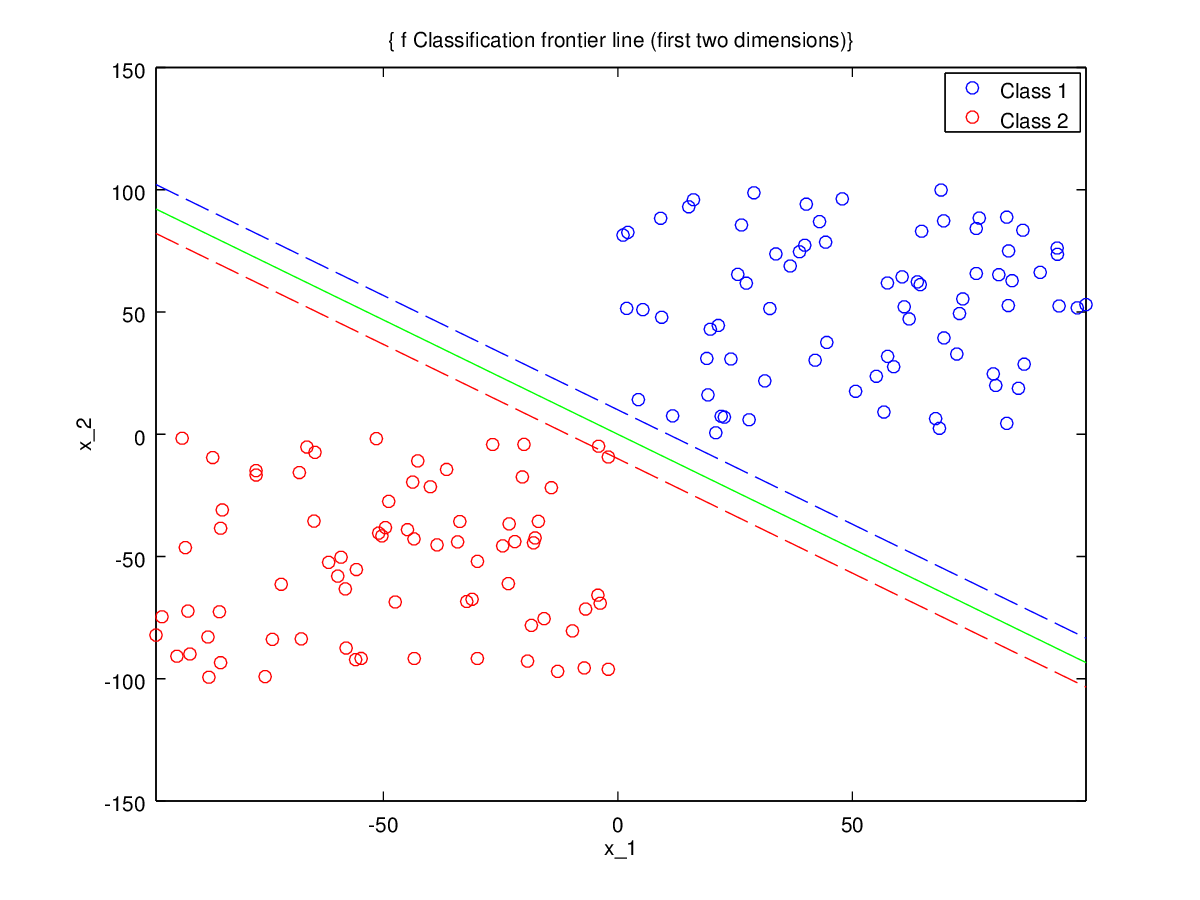 { f Classification frontier line (first two dimensions)}
150
100
50
0
-50
-100
-150
-50
0
50
x_1
x_2
Class 1
Class 2